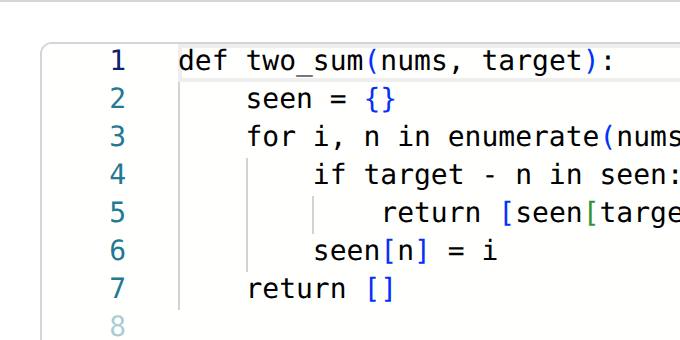 1 def two_sum(nums, target):
2     seen = {}
3     for i, n in enumerate(nums
4         if target - n in seen:
5             return [seen[targe
6         seen[n] = i
7     return []
8